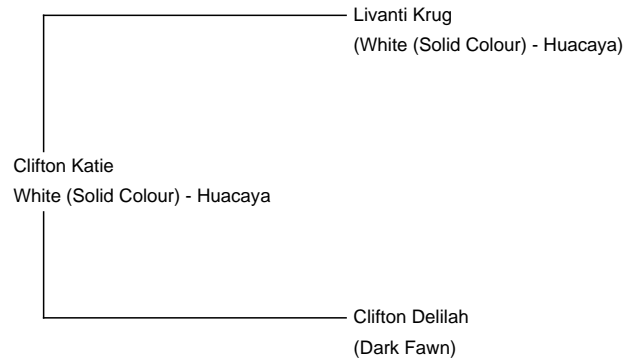 Livanti Krug
(White (Solid Colour) - Huacaya)
Clifton Katie
White (Solid Colour) - Huacaya
Clifton Delilah
(Dark Fawn)